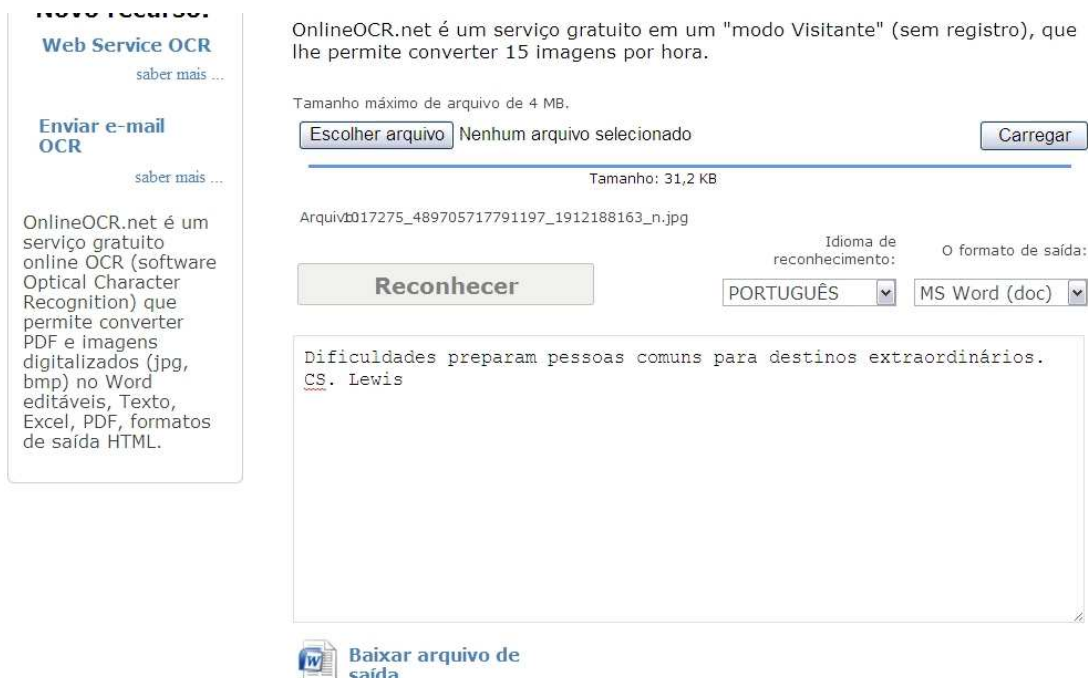 Novo recurso:
Web Service OCR
saber mais ...
Enviar e-mail
OCR
saber mais ...
OnlineOCR.net é um
serviço gratuito
online OCR (software
Optical Character
Recognition) que
permite converter
PDF e imagens
digitalizados (jpg,
bmp) no Word
editáveis, Texto,
Excel, PDF, formatos
de saída HTML.
OnlineOCR.net é um serviço gratuito em um "modo Visitante" (sem registro), que
lhe permite converter 15 imagens por hora.
Tamanho máximo de arquivo de 4 MB.
Escolher arquivo Nenhum arquivo selecionado Carregar
Tamanho: 31,2 KB
1017275_489705717791197_1912188163_n.jpg
Idioma de
reconhecimento:
O formato de saída:
Reconhecer PORTUGUÊS MS Word (doc)
Dificuldades preparam pessoas comuns para destinos extraordinários.
CS. Lewis
Baixar arquivo de
saída